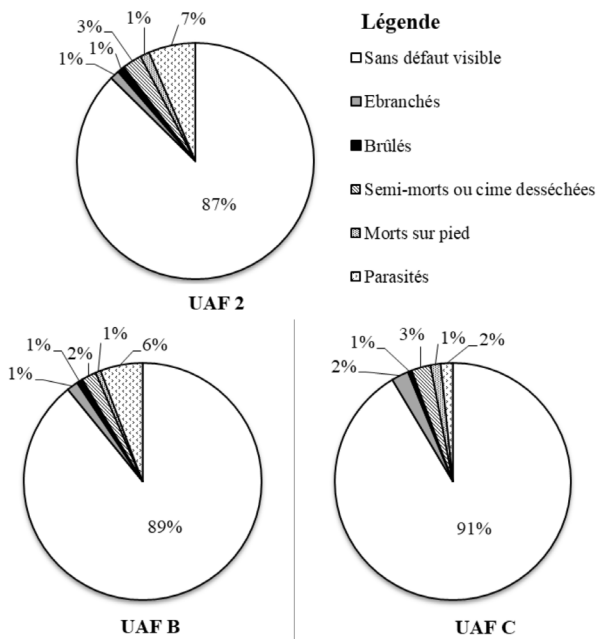 Légende
Sans défaut visible
Ebranchés
Brûlés
Semi-morts ou cime desséchées
Morts sur pied
Parasités
1%
1%
3%
1%
7%
87%
UAF 2
1%
1%
2%
1%
6%
89%
UAF B
2%
1%
3%
1%
2%
91%
UAF C